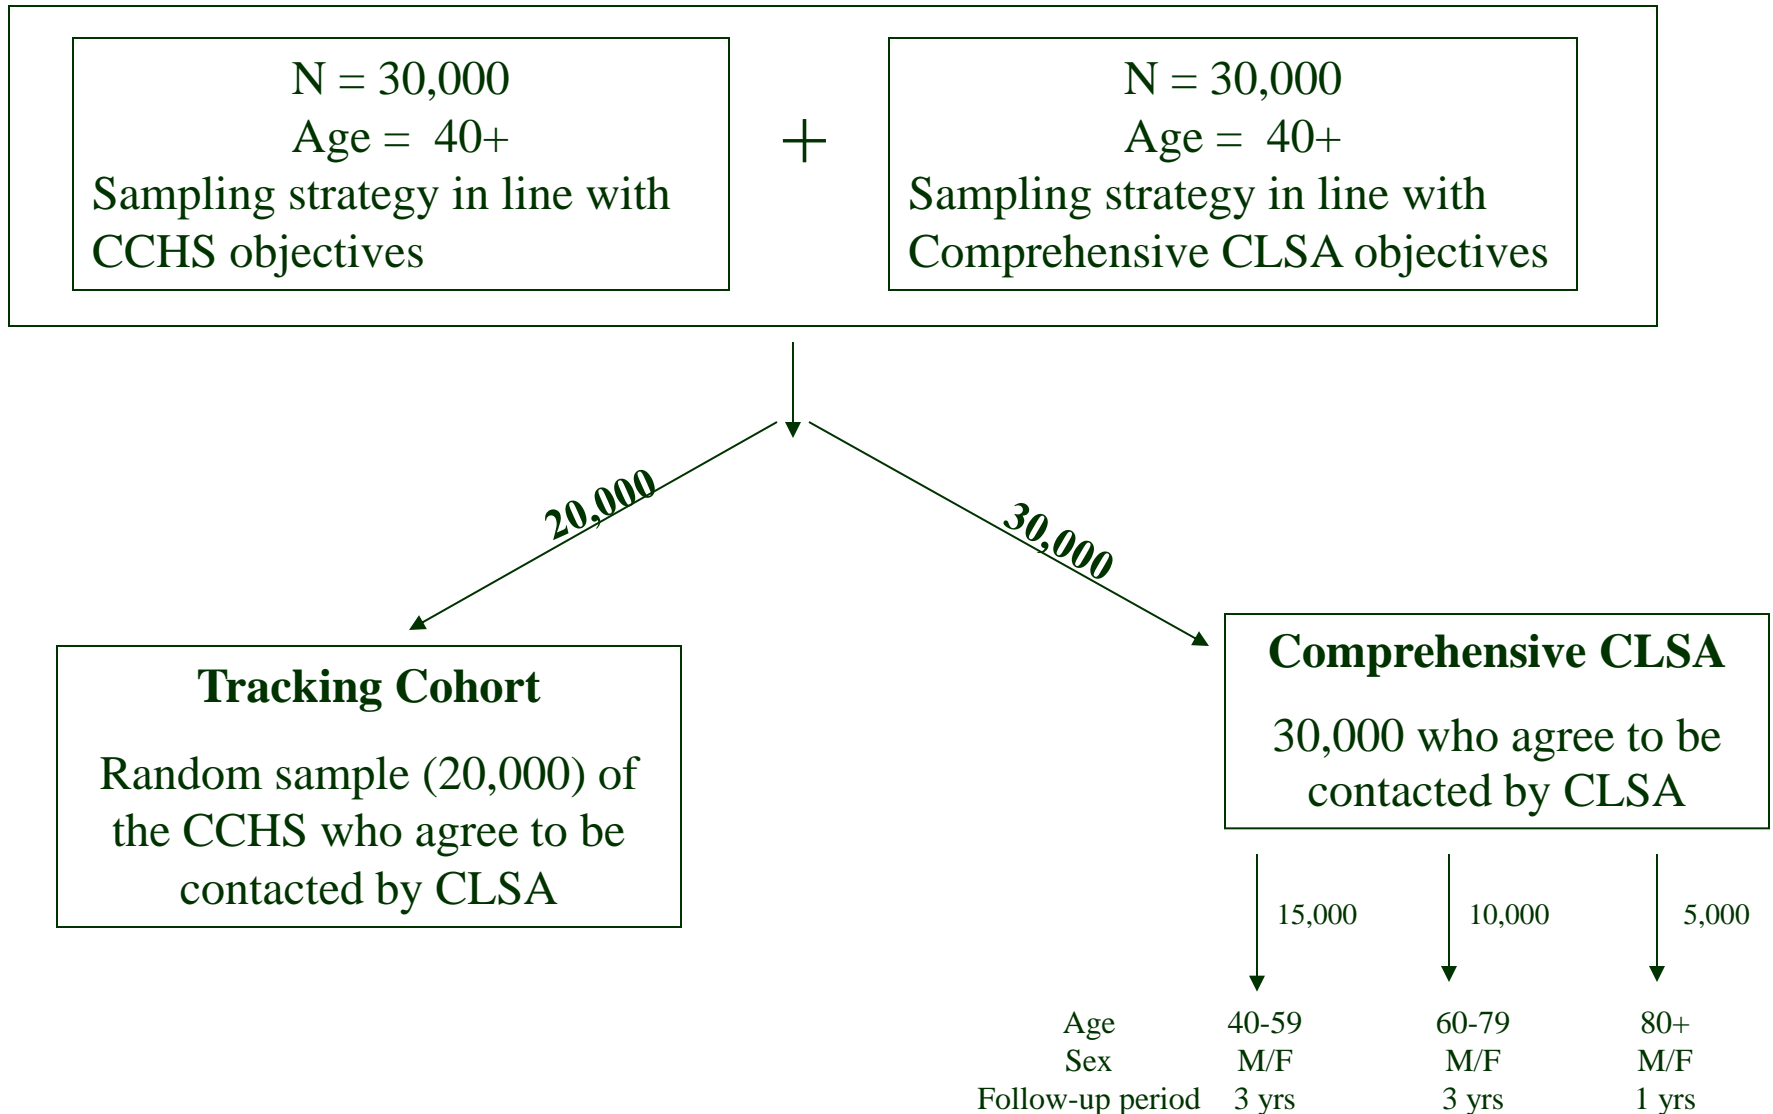 N = 30,000
Age =  40+
Sampling strategy in line with
CCHS objectives
+
N = 30,000
Age =  40+
Sampling strategy in line with
Comprehensive CLSA objectives
20,000
30,000
Tracking Cohort
Random sample (20,000) of
the CCHS who agree to be
contacted by CLSA
Comprehensive CLSA
30,000 who agree to be
contacted by CLSA
15,000 10,000 5,000
Age 40-59 60-79 80+
Sex M/F M/F M/F
Follow-up period 3 yrs 3 yrs 1 yrs